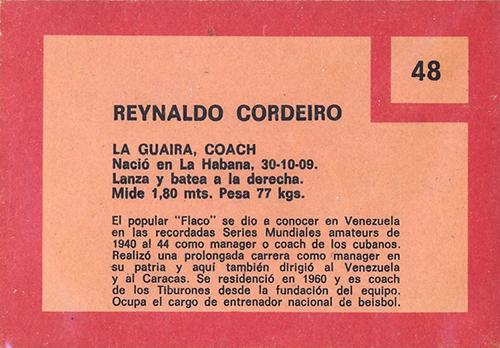 48
REYNALDO CORDEIRO
LA GUAIRA, COACH
Nació en La Habana, 30-10-09.
Lanza y batea a la derecha.
Mide 1,80 mts. Pesa 77 kgs.
El popular "Flaco" se dio a conocer en Venezuela
en las recordadas Series Mundiales amateurs de
1940 al 44 como manager o coach de los cubanos.
Realizó una prolongada carrera como manager en
su patria y aquí también dirigió al Venezuela
y al Caracas. Se residenció en 1960 y es coach
de los Tiburones desde la fundación del equipo.
Ocupa el cargo de entrenador nacional de beisbol.